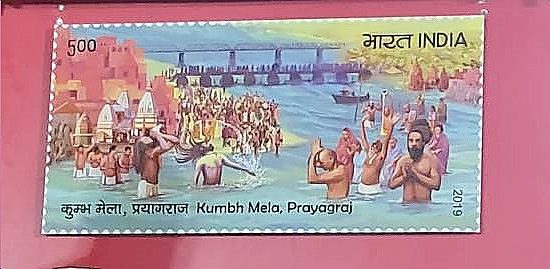 5.00 भारत INDIA
कुम्भ मेला, प्रयागराज Kumbh Mela, Prayagraj
2019